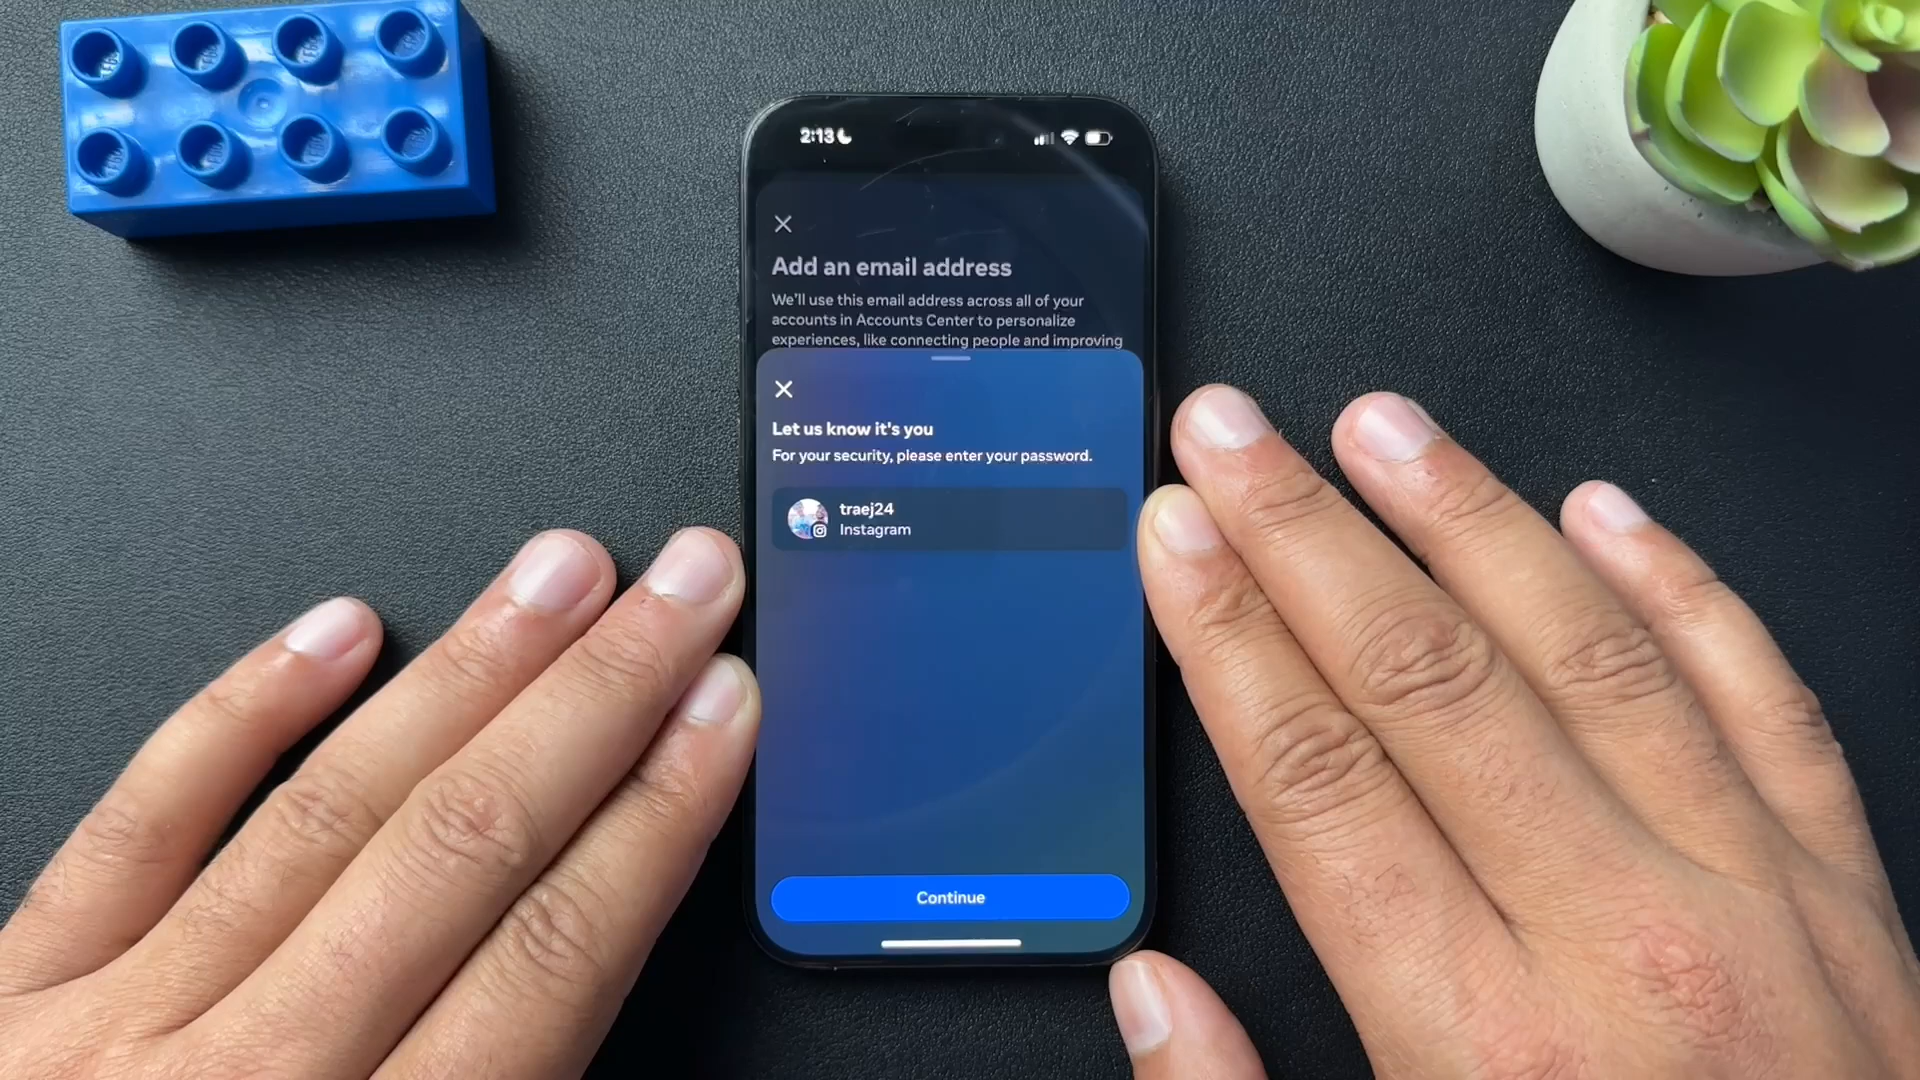 2:13
Add an email address
We'll use this email address across all of your
accounts in Accounts Center to personalize
experiences, like connecting people and improving
Let us know it's you
For your security, please enter your password.
traej24
Instagram
Continue